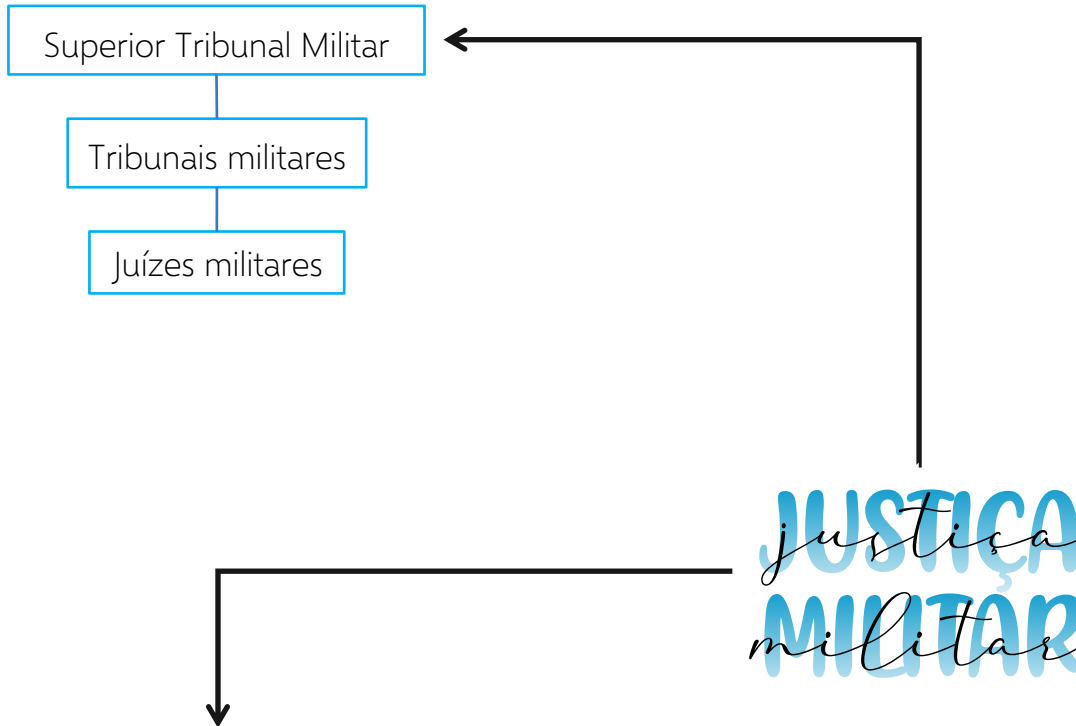 Superior Tribunal Militar
Tribunais militares
Juízes militares
JUSTIÇA
justiça
MILITAR
militar